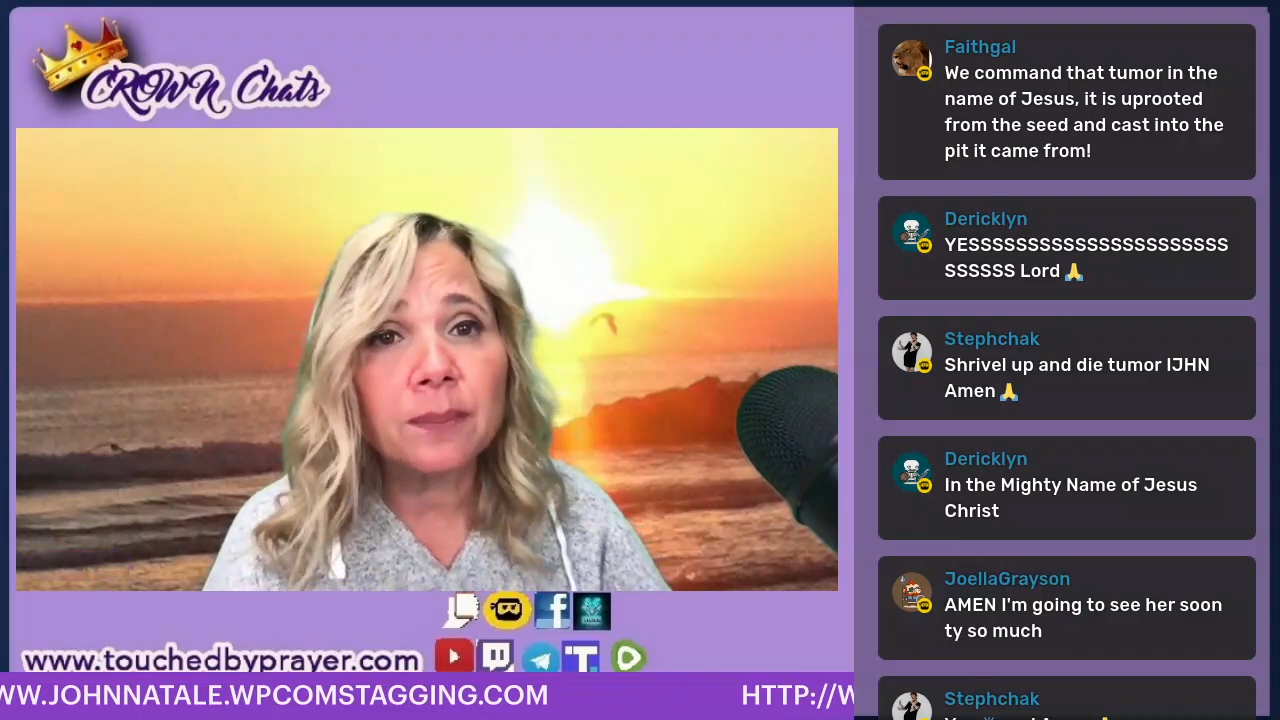 CROWN Chats
www.touchedbyprayer.com
WW.JOHNNATALE.WPCOMSTAGGING.COM
HTTP://W
Faithgal
We command that tumor in the
name of Jesus, it is uprooted
from the seed and cast into the
pit it came from!
Dericklyn
YESSSSSSSSSSSSSSSSSSSSSSS
SSSSSS Lord 🙏
Stephchak
Shrivel up and die tumor IJHN
Amen 🙏
Dericklyn
In the Mighty Name of Jesus
Christ
JoellaGrayson
AMEN I'm going to see her soon
ty so much
Stephchak